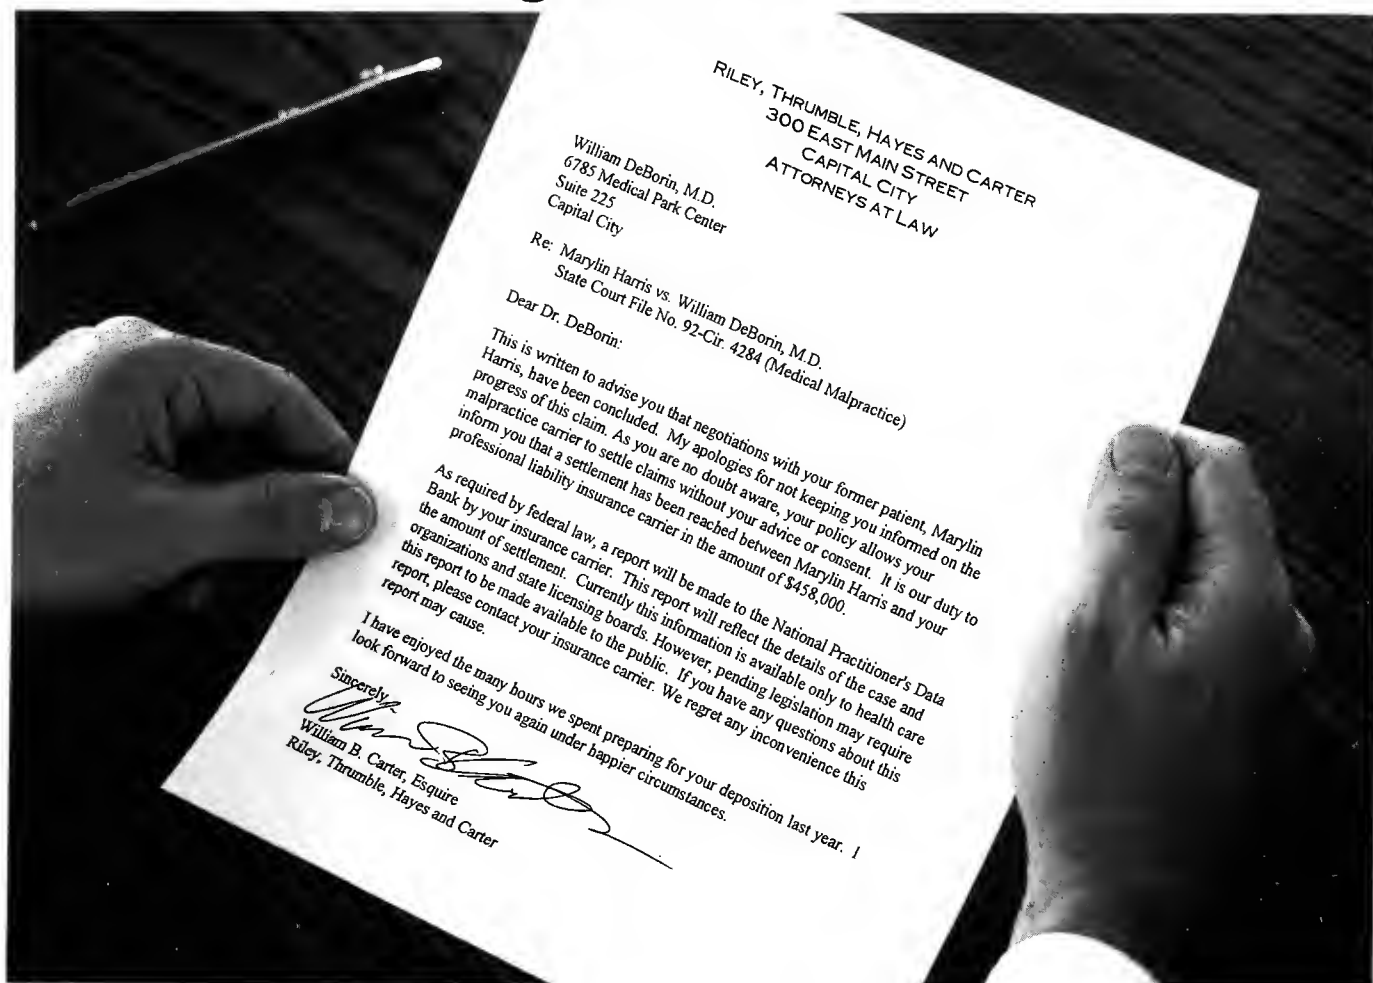 RILEY, THRUMBLE, HAYES AND CARTER
300 EAST MAIN STREET
CAPITAL CITY
ATTORNEYS AT LAW
William DeBorin, M.D.
6785 Medical Park Center
Suite 225
Capital City
Re: Marylin Harris vs. William DeBorin, M.D.
State Court File No. 92-Cir. 4284 (Medical Malpractice)
Dear Dr. DeBorin:
This is written to advise you that negotiations with your former patient, Marylin
Harris, have been concluded. My apologies for not keeping you informed on the
progress of this claim. As you are no doubt aware, your policy allows your
malpractice carrier to settle claims without your advice or consent. It is our duty to
inform you that a settlement has been reached between Marylin Harris and your
professional liability insurance carrier in the amount of $458,000.
As required by federal law, a report will be made to the National Practitioner's Data
Bank by your insurance carrier. This report will reflect the details of the case and
the amount of settlement. Currently this information is available only to health care
organizations and state licensing boards. However, pending legislation may require
this report to be made available to the public. If you have any questions about this
report, please contact your insurance carrier. We regret any inconvenience this
report may cause.
I have enjoyed the many hours we spent preparing for your deposition last year. I
look forward to seeing you again under happier circumstances.
Sincerely,
William B. Carter, Esquire
Riley, Thrumble, Hayes and Carter